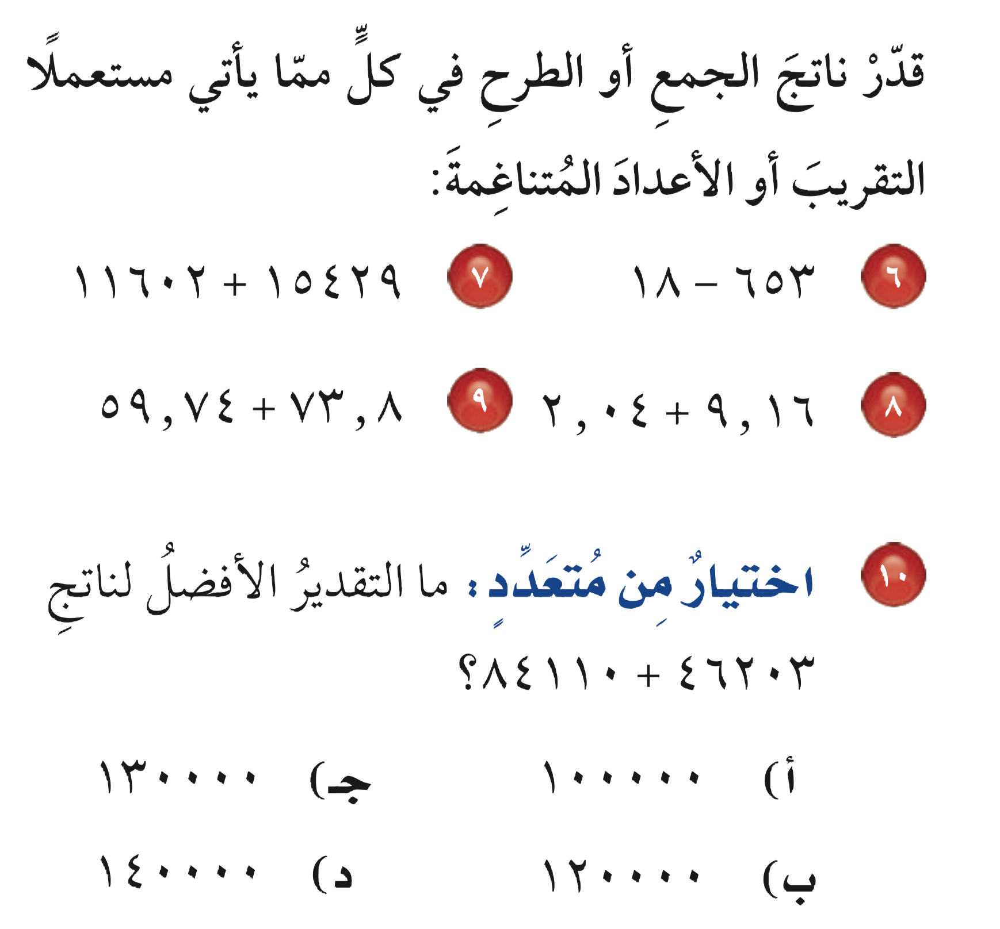 قدّرْ ناتجَ الجمعِ أو الطرحِ في كلٍّ ممّا يأتي مستعملًا
التقريبَ أو الأعدادَ المُتناغِمةَ:
٦ ٦٥٣ – ١٨
٧ ١٥٤٢٩ + ١١٦٠٢
٨ ٩,١٦ + ٢,٠٤
٩ ٧٣,٨ + ٥٩,٧٤
١٠ اختيارٌ مِن مُتعَدِّدٍ: ما التقديرُ الأفضلُ لناتجِ
٤٦٢٠٣ + ٨٤١١٠؟
أ) ١٠٠٠٠٠
جـ) ١٣٠٠٠٠
ب) ١٢٠٠٠٠
د) ١٤٠٠٠٠